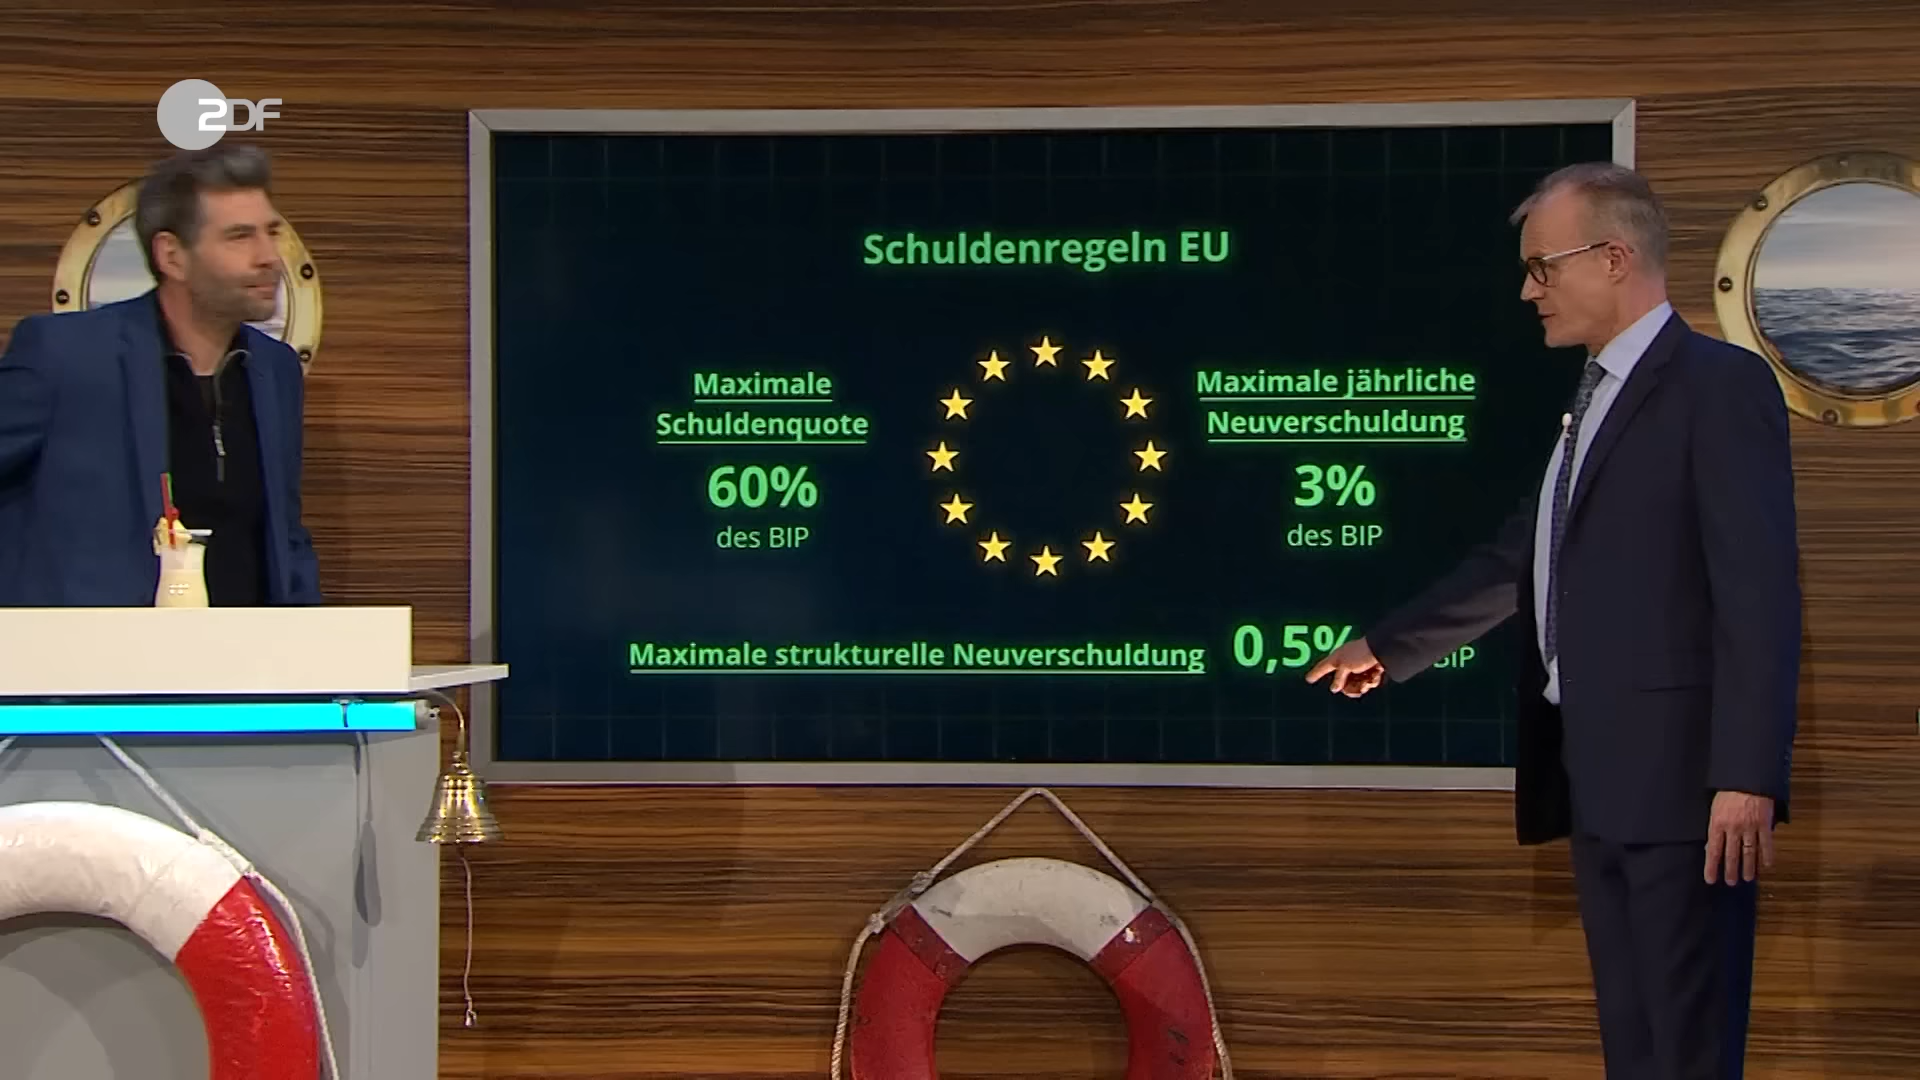 ZDF
Schuldenregeln EU
Maximale
Schuldenquote
60%
des BIP
Maximale jährliche
Neuverschuldung
3%
des BIP
Maximale strukturelle Neuverschuldung 0,5% BIP